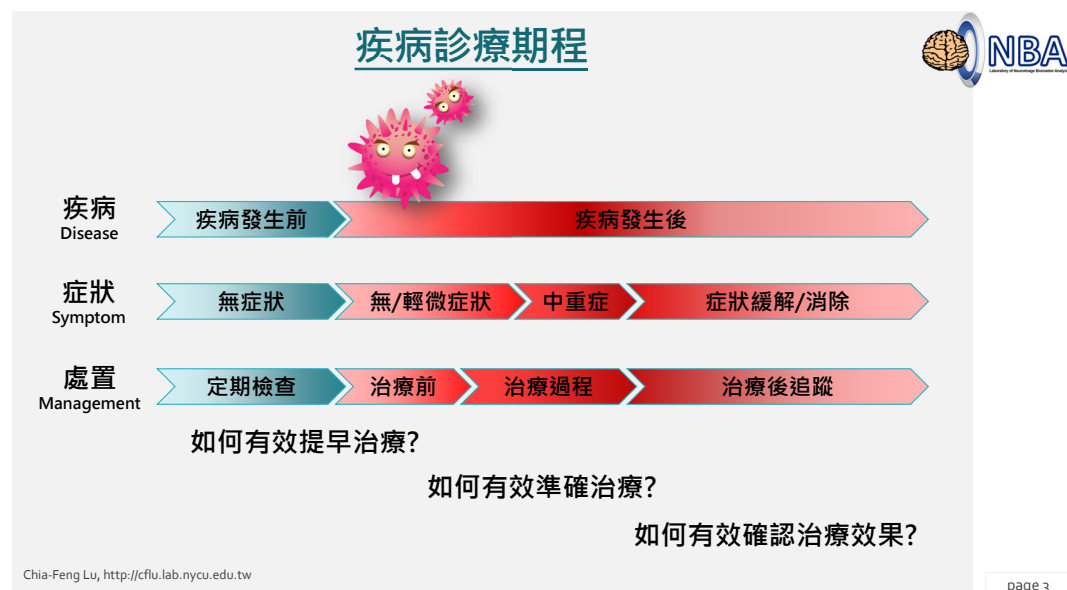 疾病診療期程
NBA
Laboratory of Neuroimage Biomarker Analysis
疾病
Disease
疾病發生前
疾病發生後
症狀
Symptom
無症狀
無/輕微症狀
中重症
症狀緩解/消除
處置
Management
定期檢查
治療前
治療過程
治療後追蹤
如何有效提早治療?
如何有效準確治療?
如何有效確認治療效果?
Chia-Feng Lu, http://cflu.lab.nycu.edu.tw
page 3